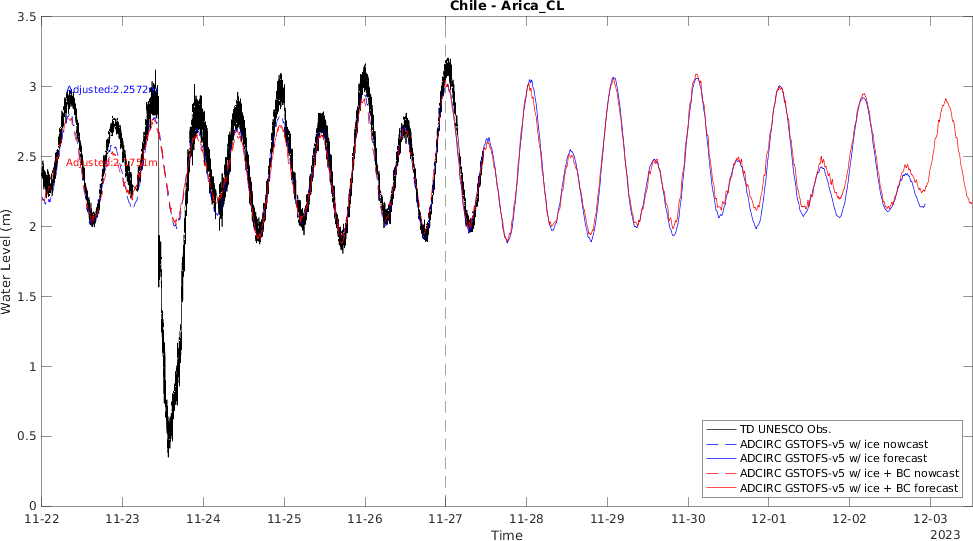 Chile - Arica_CL
3.5
3
2.5
2
1.5
1
0.5
0
Water Level (m)
Adjusted:2.2572m
TD UNESCO Obs.
ADCIRC GSTOFS-v5 w/ ice nowcast
ADCIRC GSTOFS-v5 w/ ice forecast
ADCIRC GSTOFS-v5 w/ ice + BC nowcast
ADCIRC GSTOFS-v5 w/ ice + BC forecast
11-22
11-23
11-24
11-25
11-26
11-27
11-28
11-29
11-30
12-01
12-02
12-03
Time
2023